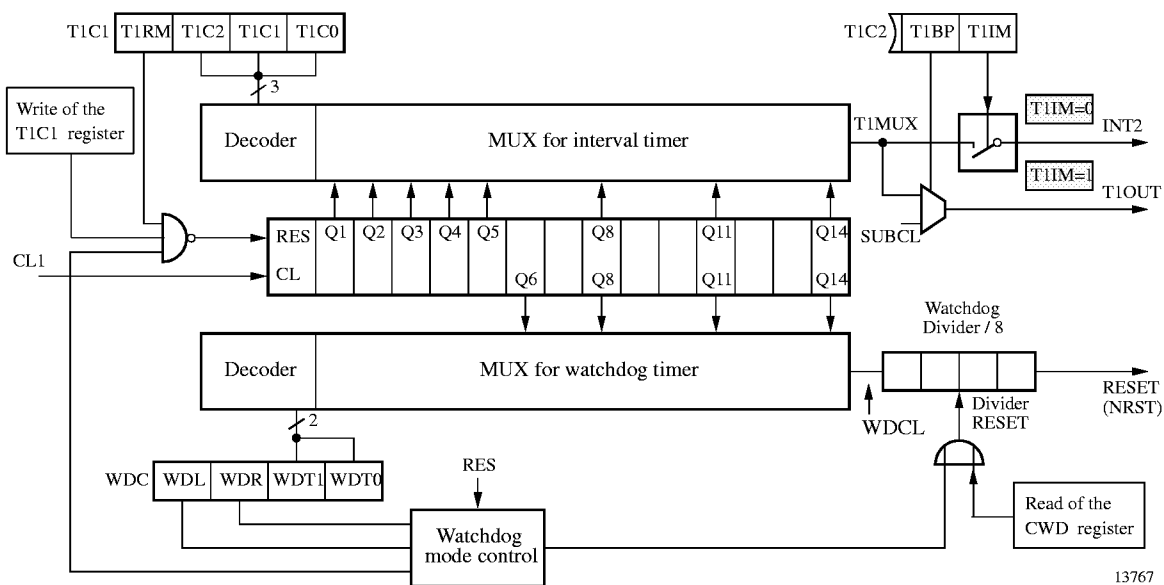 T1C1 T1RM T1C2 T1C1 T1C0
T1C2 T1BP T1IM
3
Write of the
T1C1 register
Decoder
MUX for interval timer
T1MUX
T1IM=0
INT2
T1IM=1
T1OUT
SUBCL
RES
Q1 Q2 Q3 Q4 Q5 Q8 Q11 Q14
CL1
CL
Q6 Q8 Q11 Q14
Watchdog
Divider / 8
Decoder
MUX for watchdog timer
RESET
(NRST)
Divider
RESET
WDCL
2
WDC WDL WDR WDT1 WDT0
RES
Watchdog
mode control
Read of the
CWD register
13767